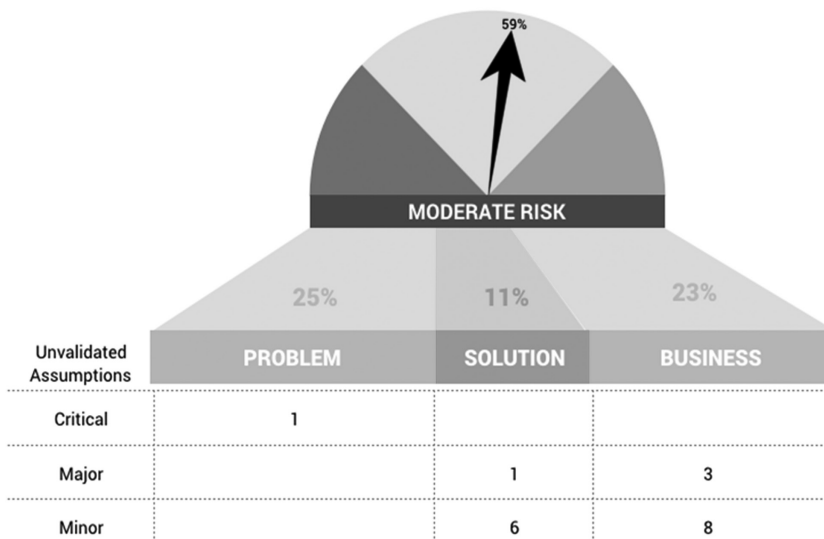 59%
MODERATE RISK
25% 11% 23%
Unvalidated
Assumptions
PROBLEM SOLUTION BUSINESS
Critical 1
Major 1 3
Minor 6 8